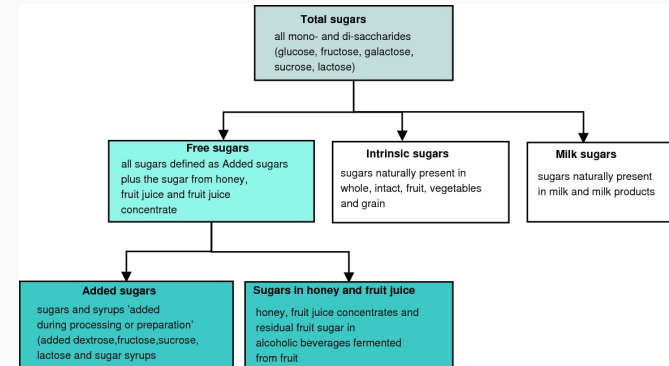 Total sugars
all mono- and di-saccharides
(glucose, fructose, galactose,
sucrose, lactose)
Free sugars
all sugars defined as Added sugars
plus the sugar from honey,
fruit juice and fruit juice
concentrate
Intrinsic sugars
sugars naturally present in
whole, intact, fruit, vegetables
and grain
Milk sugars
sugars naturally present
in milk and milk products
Added sugars
sugars and syrups 'added
during processing or preparation'
(added dextrose,fructose,sucrose,
lactose and sugar syrups
Sugars in honey and fruit juice
honey, fruit juice concentrates and
residual fruit sugar in
alcoholic beverages fermented
from fruit